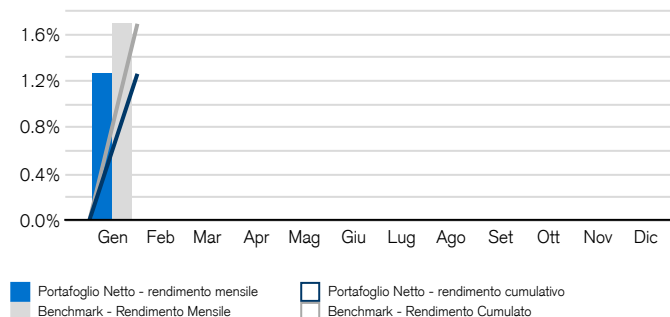 1.6%
1.2%
0.8%
0.4%
0.0%
Gen Feb Mar Apr Mag Giu Lug Ago Set Ott Nov Dic
Portafoglio Netto - rendimento mensile Portafoglio Netto - rendimento cumulativo
Benchmark - Rendimento Mensile Benchmark - Rendimento Cumulato